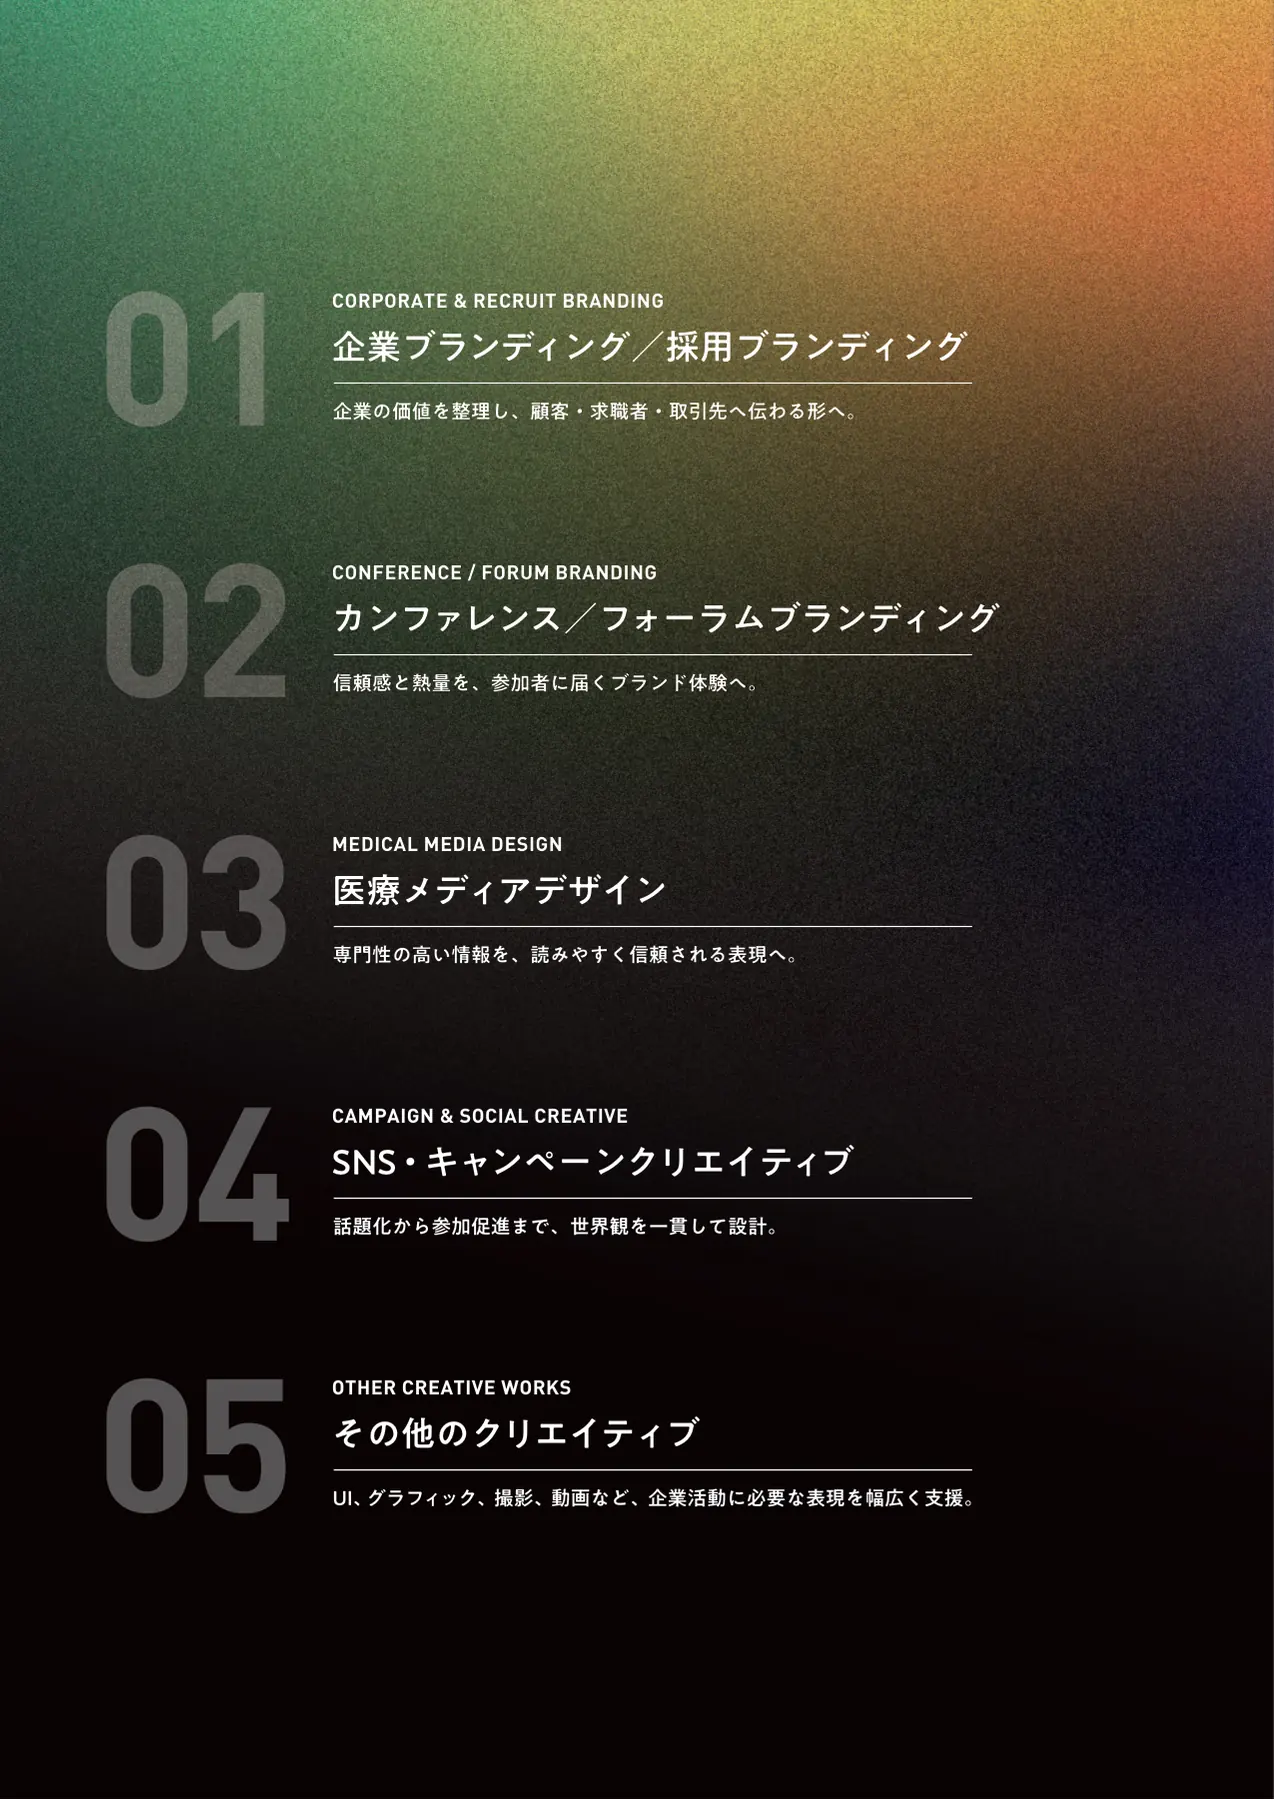 01
CORPORATE & RECRUIT BRANDING
企業ブランディング／採用ブランディング
企業の価値を整理し、顧客・求職者・取引先へ伝わる形へ。
02
CONFERENCE / FORUM BRANDING
カンファレンス／フォーラムブランディング
信頼感と熱量を、参加者に届くブランド体験へ。
03
MEDICAL MEDIA DESIGN
医療メディアデザイン
専門性の高い情報を、読みやすく信頼される表現へ。
04
CAMPAIGN & SOCIAL CREATIVE
SNS・キャンペーンクリエイティブ
話題化から参加促進まで、世界観を一貫して設計。
05
OTHER CREATIVE WORKS
その他のクリエイティブ
UI、グラフィック、撮影、動画など、企業活動に必要な表現を幅広く支援。